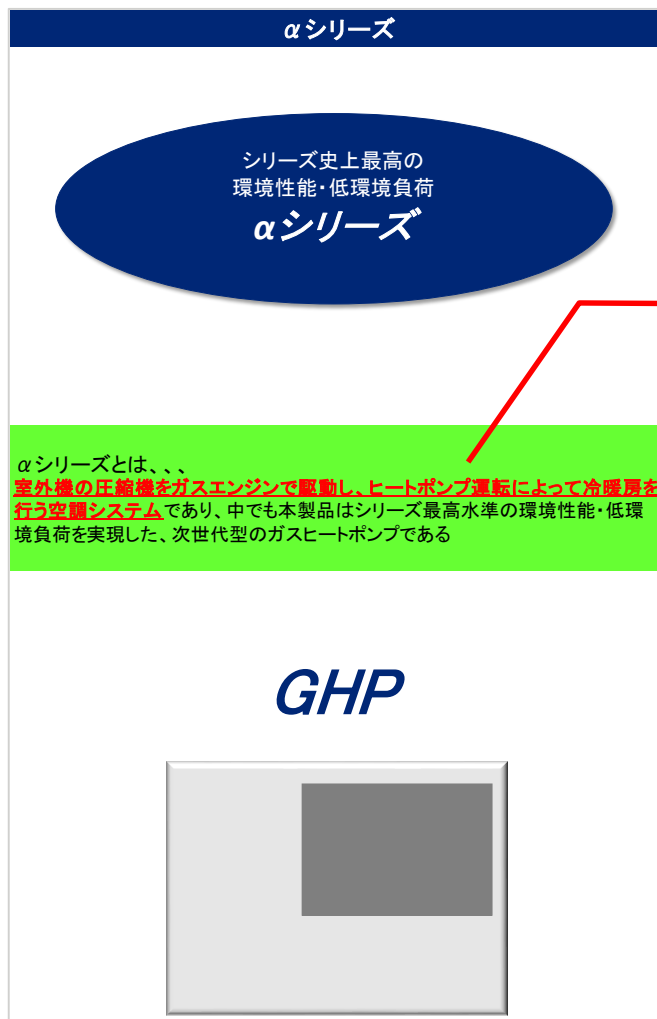 αシリーズ
シリーズ史上最高の
環境性能・低環境負荷
αシリーズ
αシリーズとは、、、
室外機の圧縮機をガスエンジンで駆動し、ヒートポンプ運転によって冷暖房を
行う空調システムであり、中でも本製品はシリーズ最高水準の環境性能・低環
境負荷を実現した、次世代型のガスヒートポンプである
GHP